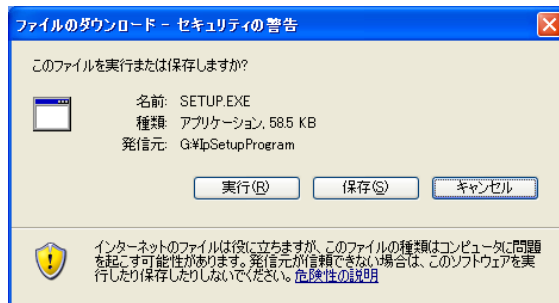 ファイルのダウンロード - セキュリティの警告
このファイルを実行または保存しますか?
名前: SETUP.EXE
種類: アプリケーション, 58.5 KB
発信元: G:¥IpSetupProgram
実行(R) 保存(S) キャンセル
インターネットのファイルは役に立ちますが、このファイルの種類はコンピュータに問題
を起こす可能性があります。発信元が信頼できない場合は、このソフトウェアを実
行したり保存したりしないでください。危険性の説明